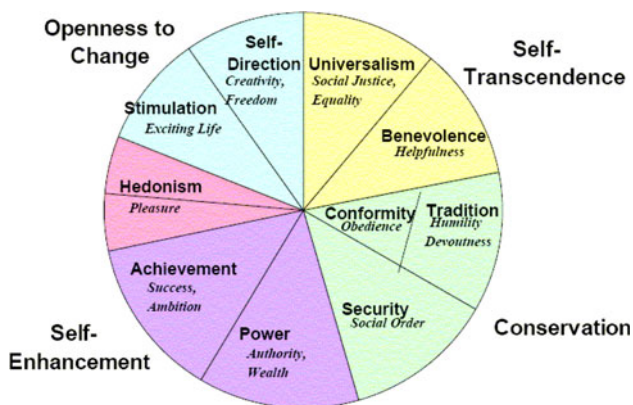 Openness to
Change
Self-
Direction
Creativity,
Freedom
Universalism
Social Justice,
Equality
Self-
Transcendence
Stimulation
Exciting Life
Benevolence
Helpfulness
Hedonism
Pleasure
Conformity
Obedience
Tradition
Humility
Devoutness
Achievement
Success,
Ambition
Security
Social Order
Conservation
Self-
Enhancement
Power
Authority,
Wealth